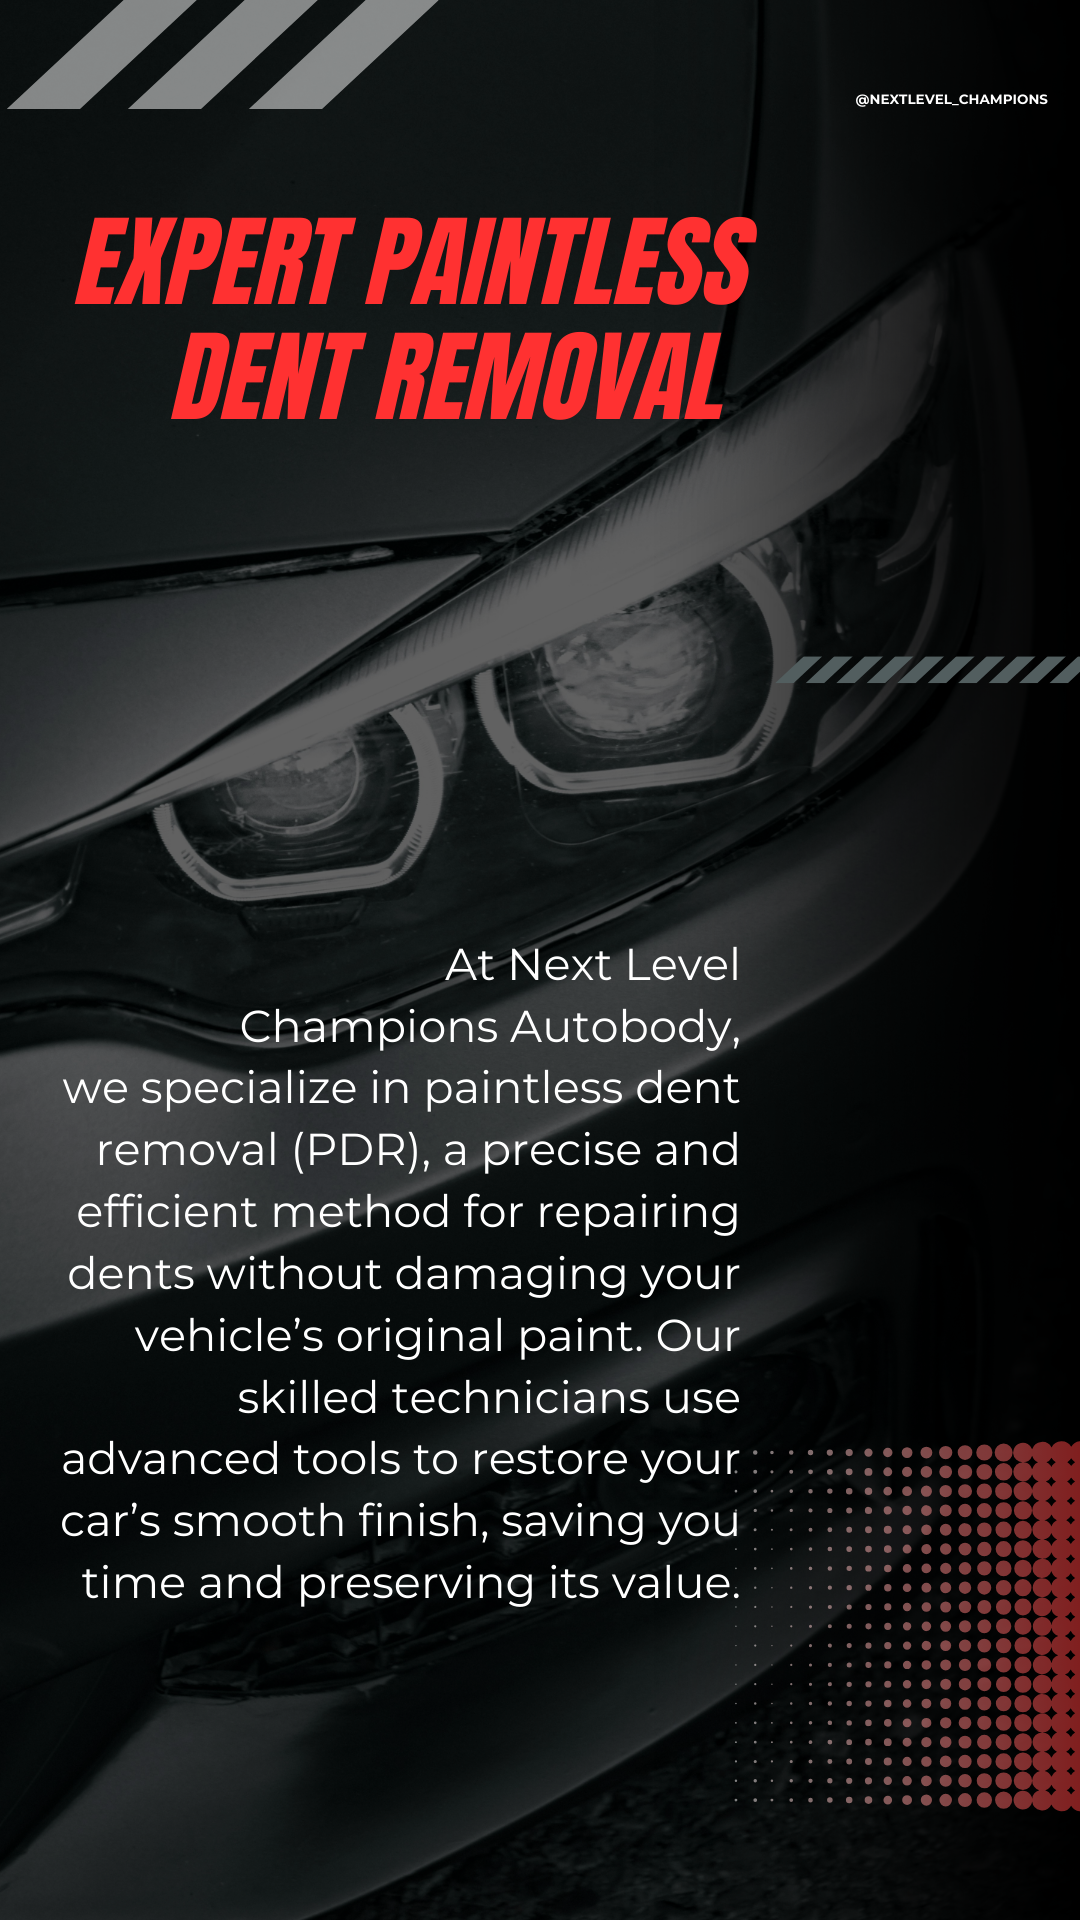 @NEXTLEVEL_CHAMPIONS
EXPERT PAINTLESS
DENT REMOVAL
At Next Level
Champions Autobody,
we specialize in paintless dent
removal (PDR), a precise and
efficient method for repairing
dents without damaging your
vehicle’s original paint. Our
skilled technicians use
advanced tools to restore your
car’s smooth finish, saving you
time and preserving its value.